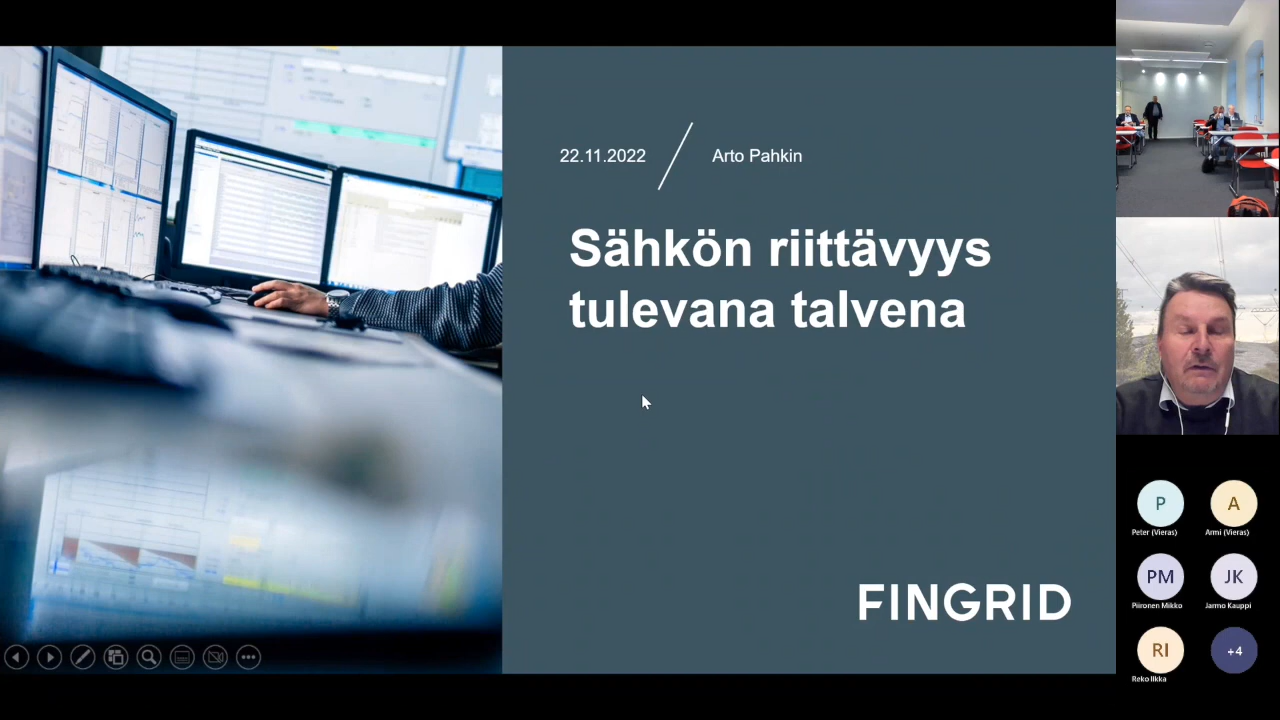 22.11.2022
Arto Pahkin
Sähkön riittävyys
tulevana talvena
FINGRID
P
A
Peter (Vieras)
Armi (Vieras)
PM
JK
Piironen Mikko
Jarmo Kauppi
RI
+4
Reko Ilkka